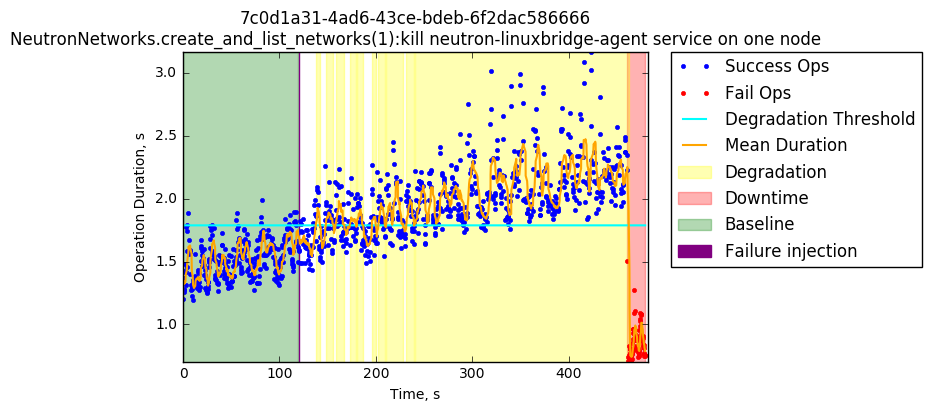 7c0d1a31-4ad6-43ce-bdeb-6f2dac586666
NeutronNetworks.create_and_list_networks(1):kill neutron-linuxbridge-agent service on one node
Operation Duration, s
3.0
2.5
2.0
1.5
1.0
0
100
200
300
400
Time, s
Success Ops
Fail Ops
Degradation Threshold
Mean Duration
Degradation
Downtime
Baseline
Failure injection